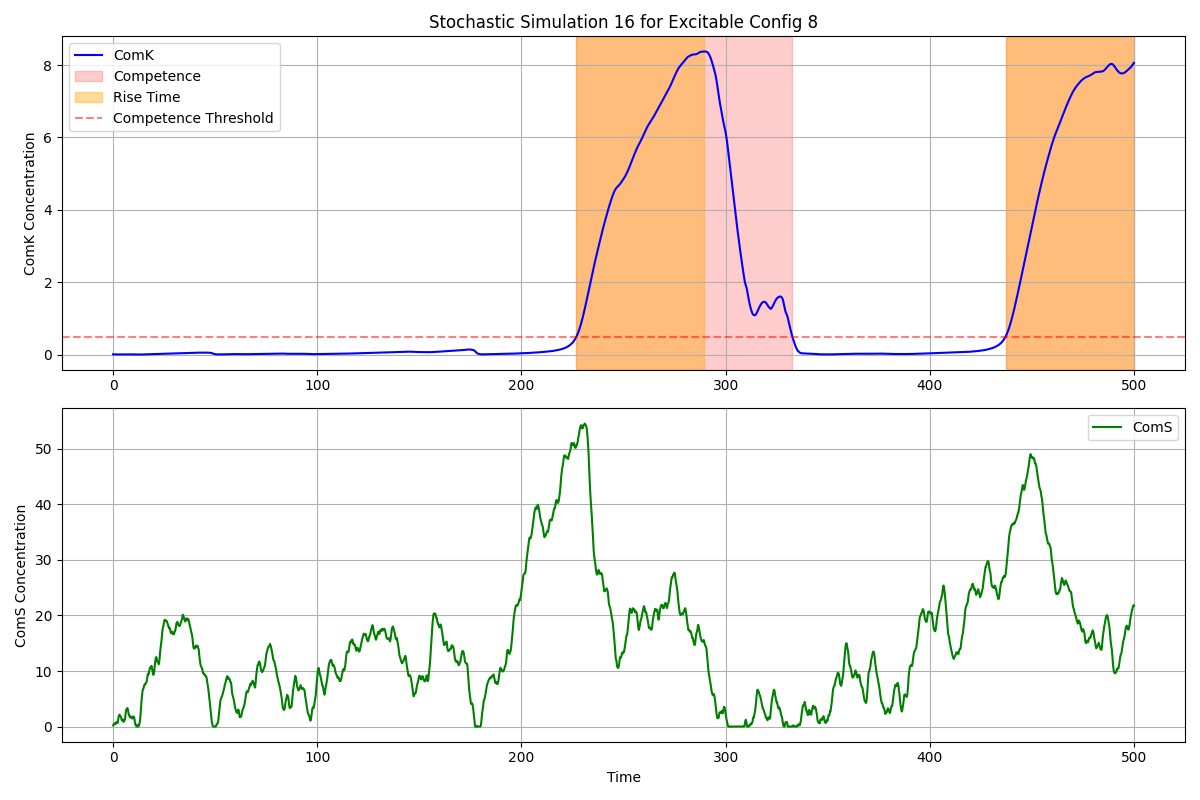 Stochastic Simulation 16 for Excitable Config 8
ComK
Competence
Rise Time
Competence Threshold
ComK Concentration
8
6
4
2
0
0 100 200 300 400 500
ComS
ComS Concentration
50
40
30
20
10
0
0 100 200 300 400 500
Time